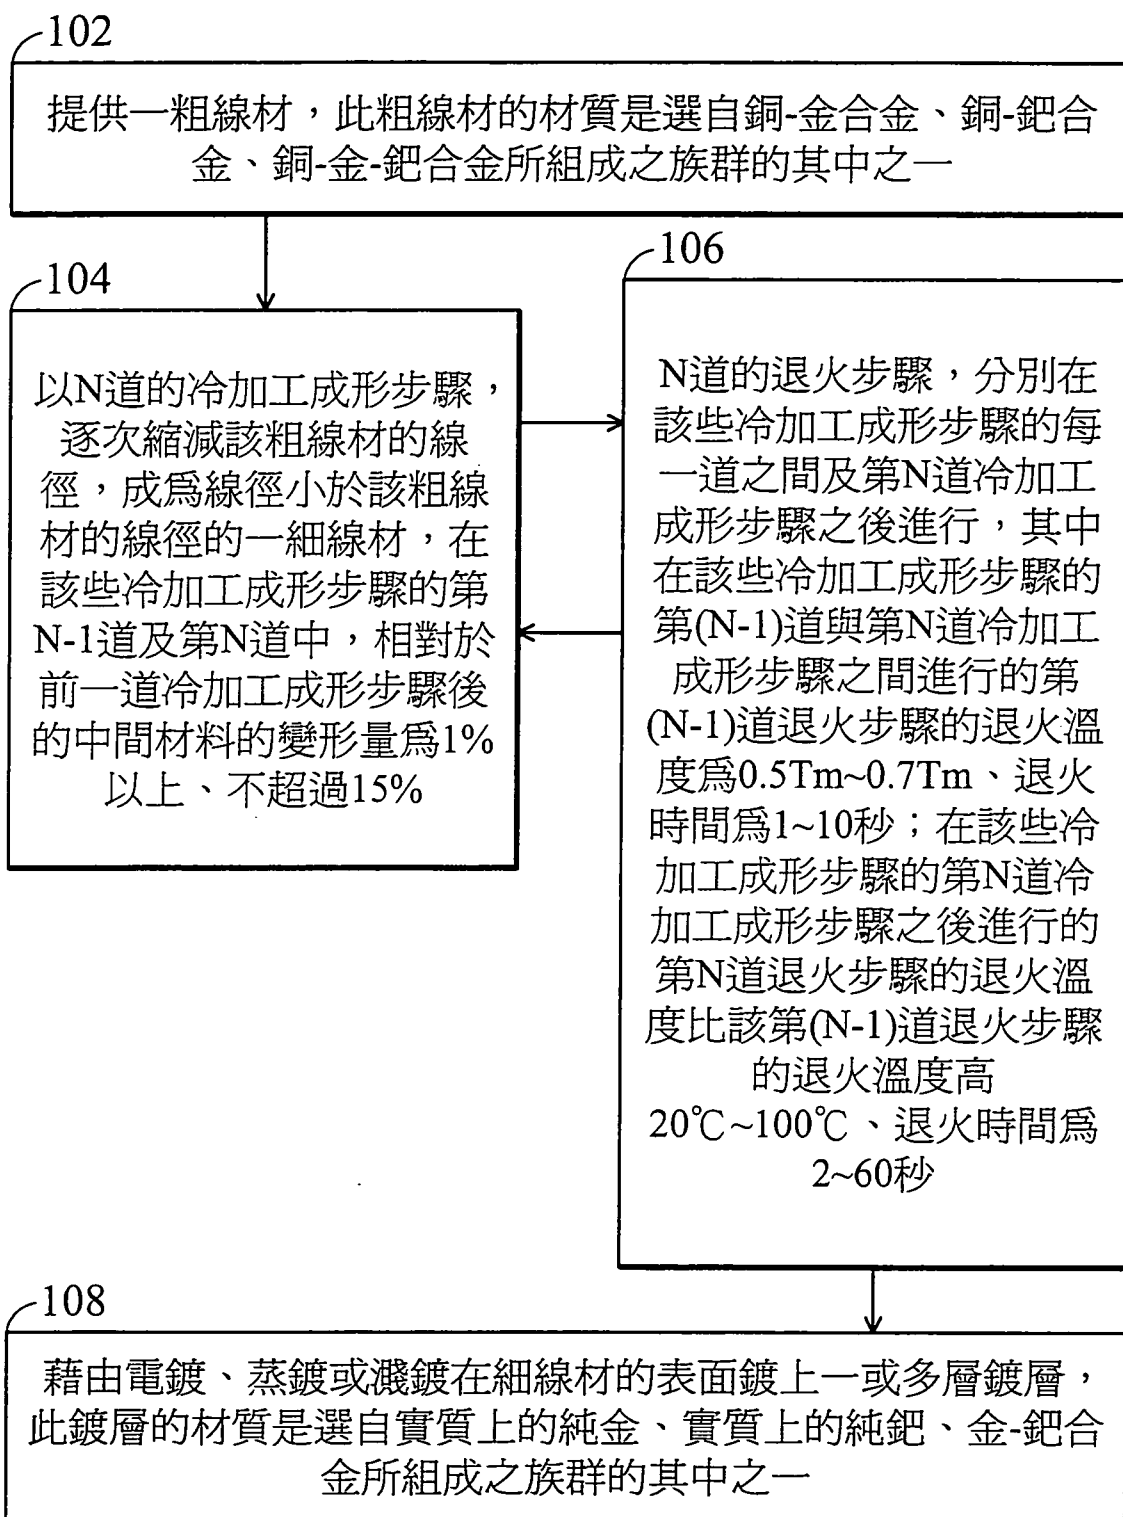 102
提供一粗線材，此粗線材的材質是選自銅-金合金、銅-鈀合
金、銅-金-鈀合金所組成之族群的其中之一
104
以N道的冷加工成形步驟，
逐次縮減該粗線材的線
徑，成爲線徑小於該粗線
材的線徑的一細線材，在
該些冷加工成形步驟的第
N-1道及第N道中，相對於
前一道冷加工成形步驟後
的中間材料的變形量爲1%
以上、不超過15%
106
N道的退火步驟，分別在
該些冷加工成形步驟的每
一道之間及第N道冷加工
成形步驟之後進行，其中
在該些冷加工成形步驟的
第(N-1)道與第N道冷加工
成形步驟之間進行的第
(N-1)道退火步驟的退火溫
度爲0.5Tm~0.7Tm、退火
時間爲1~10秒；在該些冷
加工成形步驟的第N道冷
加工成形步驟之後進行的
第N道退火步驟的退火溫
度比該第(N-1)道退火步驟
的退火溫度高
20℃~100℃、退火時間爲
2~60秒
108
藉由電鍍、蒸鍍或濺鍍在細線材的表面鍍上一或多層鍍層，
此鍍層的材質是選自實質上的純金、實質上的純鈀、金-鈀合
金所組成之族群的其中之一